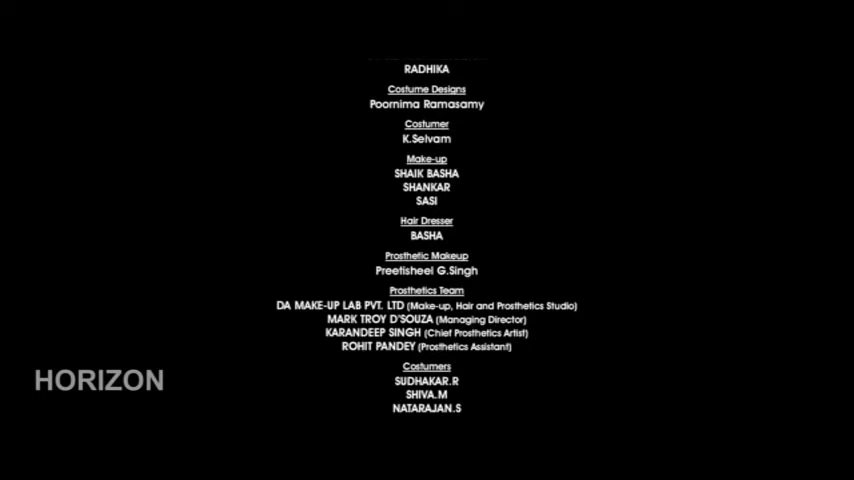 RADHIKA
Costume Designs
Poornima Ramasamy
Costumer
K.Selvam
Make-up
SHAIK BASHA
SHANKAR
SASI
Hair Dresser
BASHA
Prosthetic Makeup
Preetisheel G.Singh
Prosthetics Team
DA MAKE-UP LAB PVT. LTD (Make-up, Hair and Prosthetics Studio)
MARK TROY D'SOUZA (Managing Director)
KARANDEEP SINGH (Chief Prosthetics Artist)
ROHIT PANDEY (Prosthetics Assistant)
Costumers
SUDHAKAR.R
SHIVA.M
NATARAJAN.S
HORIZON